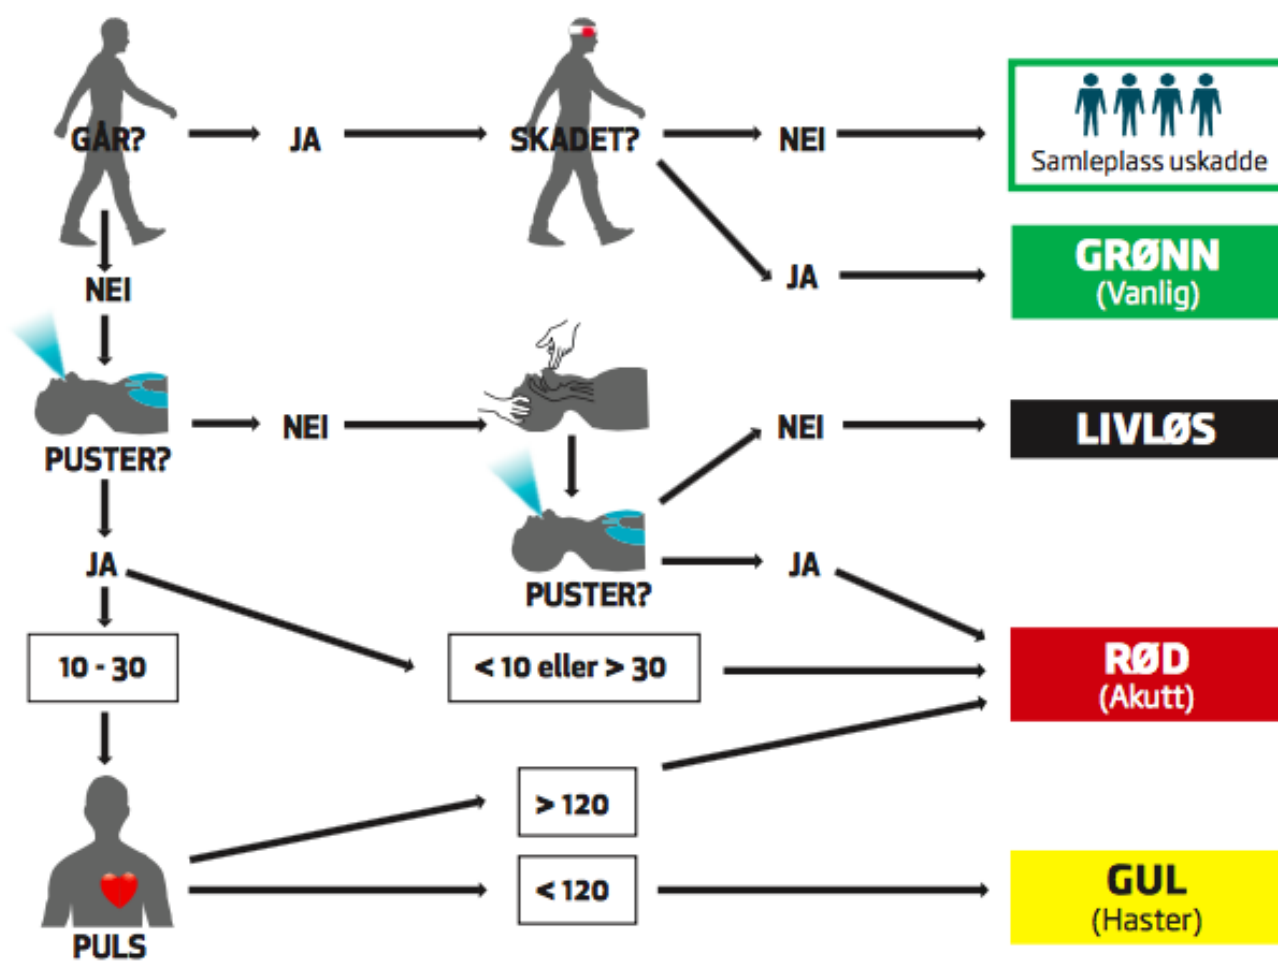 GÅR?
JA
SKADET?
NEI
Samleplass uskadde
JA
GRØNN
(Vanlig)
NEI
PUSTER?
NEI
NEI
LIVLØS
JA
PUSTER?
JA
RØD
(Akutt)
10 - 30
< 10 eller > 30
> 120
PULS
< 120
GUL
(Haster)